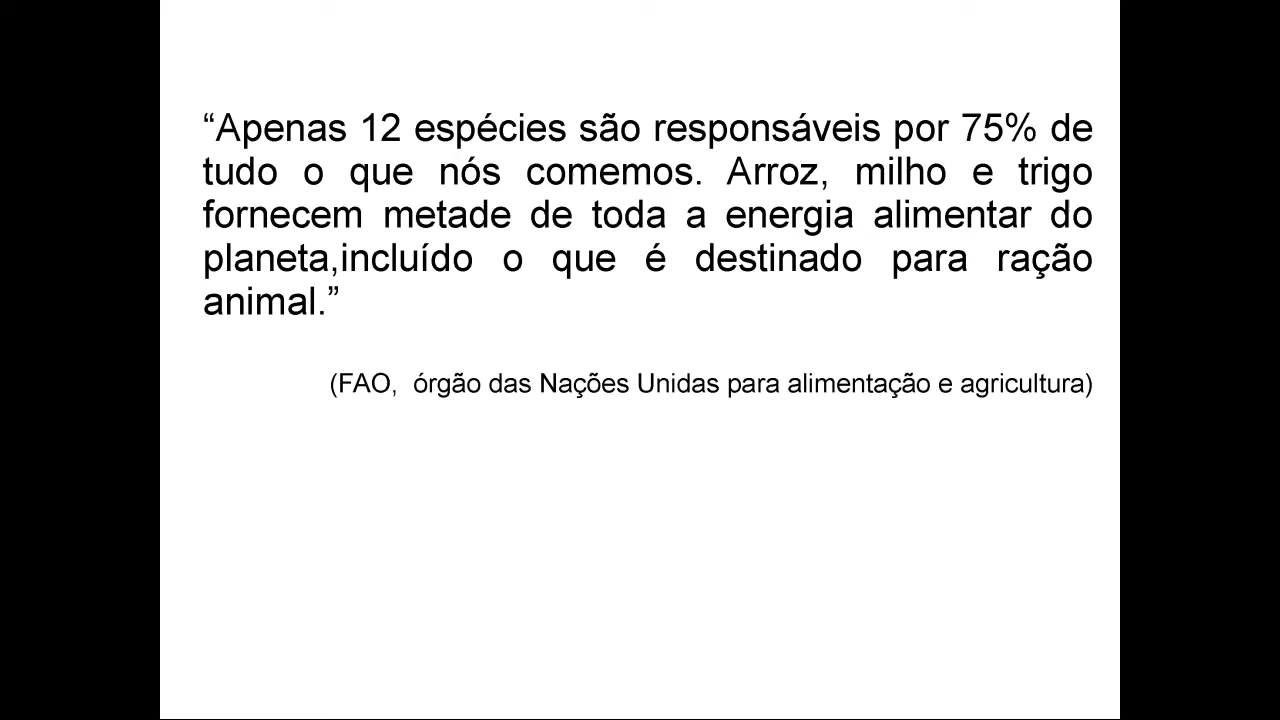 “Apenas 12 espécies são responsáveis por 75% de
tudo o que nós comemos. Arroz, milho e trigo
fornecem metade de toda a energia alimentar do
planeta,incluído o que é destinado para ração
animal.”
(FAO,  órgão das Nações Unidas para alimentação e agricultura)